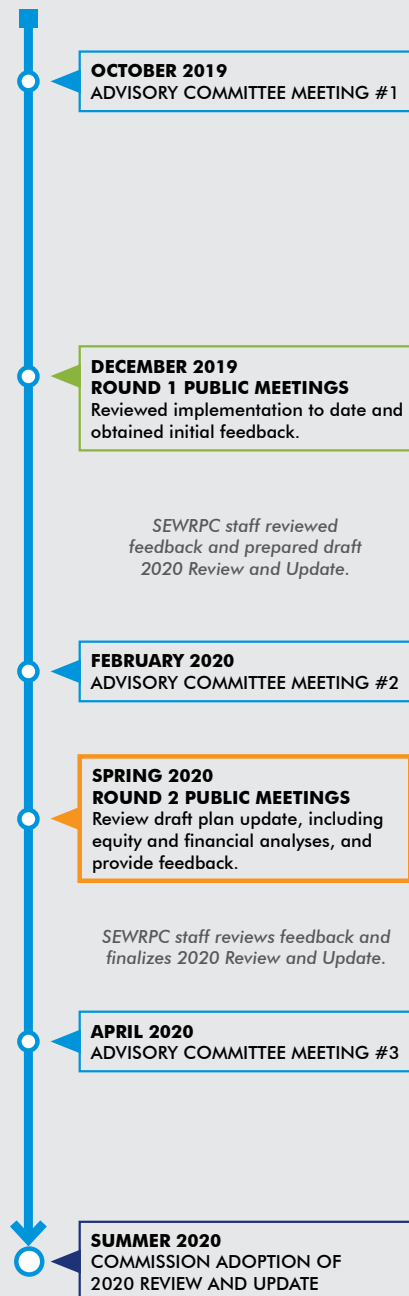 OCTOBER 2019
ADVISORY COMMITTEE MEETING #1
DECEMBER 2019
ROUND 1 PUBLIC MEETINGS
Reviewed implementation to date and
obtained initial feedback.
SEWRPC staff reviewed
feedback and prepared draft
2020 Review and Update.
FEBRUARY 2020
ADVISORY COMMITTEE MEETING #2
SPRING 2020
ROUND 2 PUBLIC MEETINGS
Review draft plan update, including
equity and financial analyses, and
provide feedback.
SEWRPC staff reviews feedback and
finalizes 2020 Review and Update.
APRIL 2020
ADVISORY COMMITTEE MEETING #3
SUMMER 2020
COMMISSION ADOPTION OF
2020 REVIEW AND UPDATE